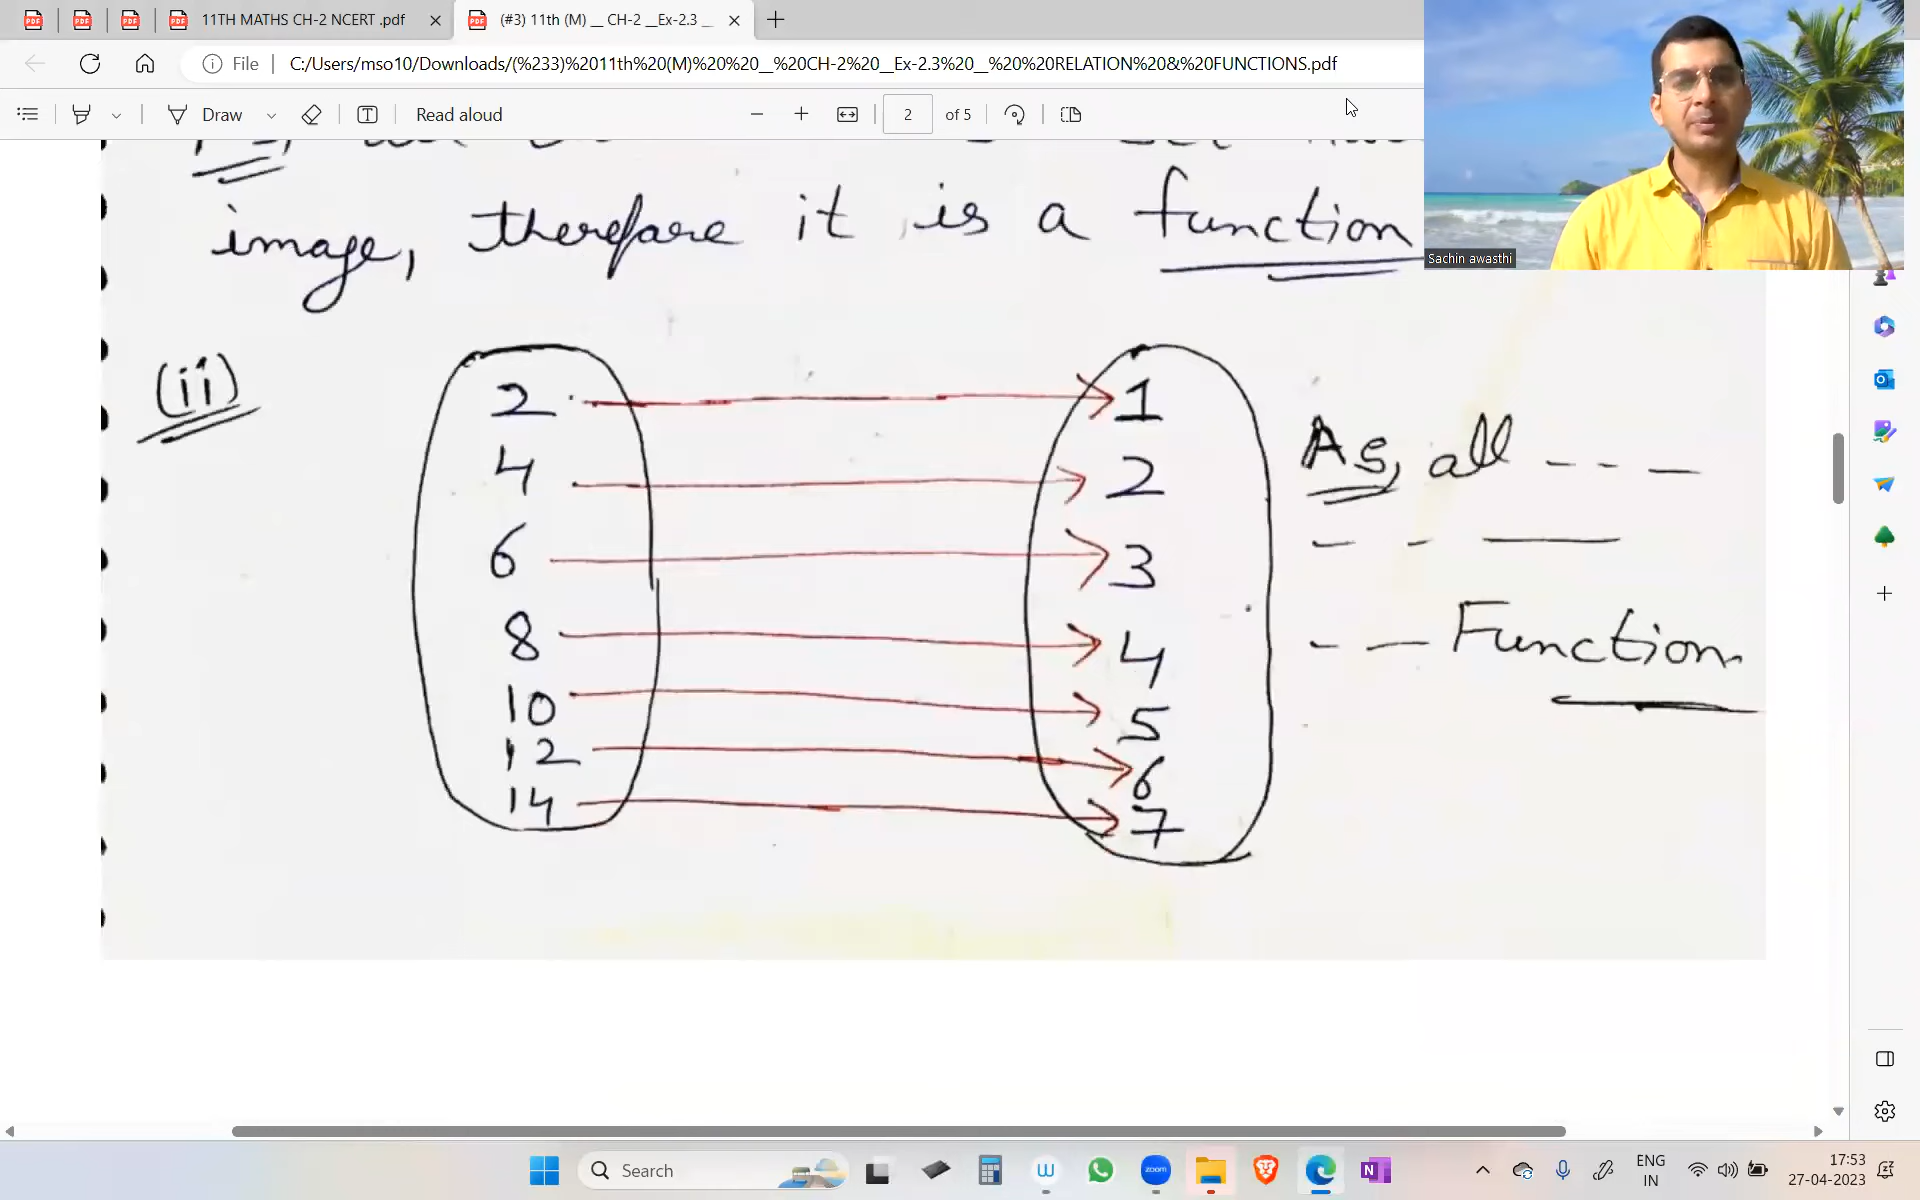 11TH MATHS CH-2 NCERT .pdf
(#3) 11th (M) __ CH-2 __Ex-2.3 __
File
C:/Users/mso10/Downloads/(%233)%2011th%20(M)%20%20__%20CH-2%20__Ex-2.3%20__%20%20RELATION%20&%20FUNCTIONS.pdf
Draw
Read aloud
2 of 5
image, therefore it is a function
Sachin awasthi
(ii)
2 1
4 2
6 3
8 4
10 5
12 6
14 7
As, all - - -
- - -
- - Function
Search
zoom
ENG
IN
17:53
27-04-2023